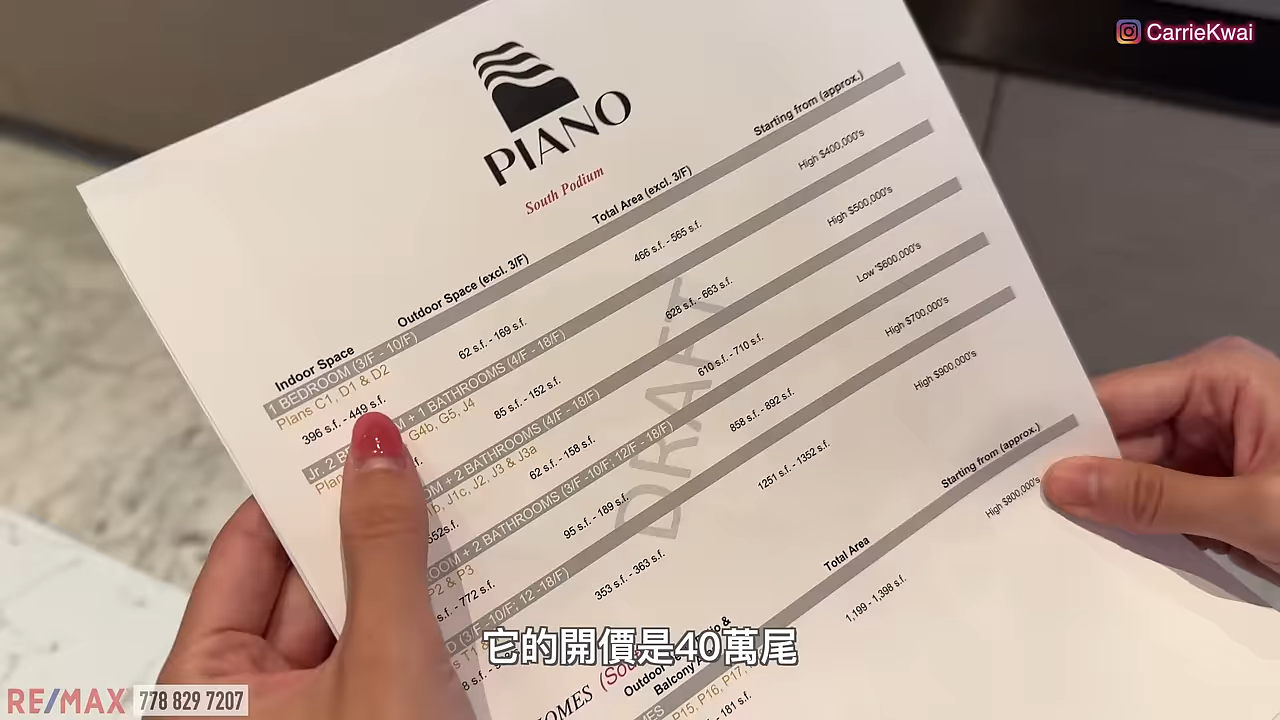 CarrieKwai
PIANO
South Podium
Indoor Space Outdoor Space (excl. 3/F) Total Area (excl. 3/F) Starting from (approx.)
1 BEDROOM (3/F - 10/F)
Plans C1, D1 & D2
396 s.f. - 449 s.f. 62 s.f. - 169 s.f. 466 s.f. - 565 s.f. High $400,000's
Jr. 2 + 1 BATHROOMS (4/F - 18/F)
G4b, G5, J4
85 s.f. - 152 s.f. 628 s.f. - 663 s.f. High $500,000's
+ 2 BATHROOMS (4/F - 18/F)
J1c, J2, J3 & J3a
62 s.f. - 158 s.f. 610 s.f. - 710 s.f. Low '$600,000's
+ 2 BATHROOMS (3/F -10/F; 12/F - 18/F)
P2 & P3
- 772 s.f. 95 s.f. - 189 s.f. 858 s.f. - 892 s.f. High $700,000's
(3/F -10/F; 12 -18/F)
353 s.f. - 363 s.f. 1251 s.f. - 1352 s.f. High $900,000's
DRAFT
Total Area Starting from (approx.)
Balcony
P15, P16, P17,
- 181 s.f. 1,199 - 1,398 s.f. High $800,000's
它的開價是40萬尾
RE/MAX 778 829 7207